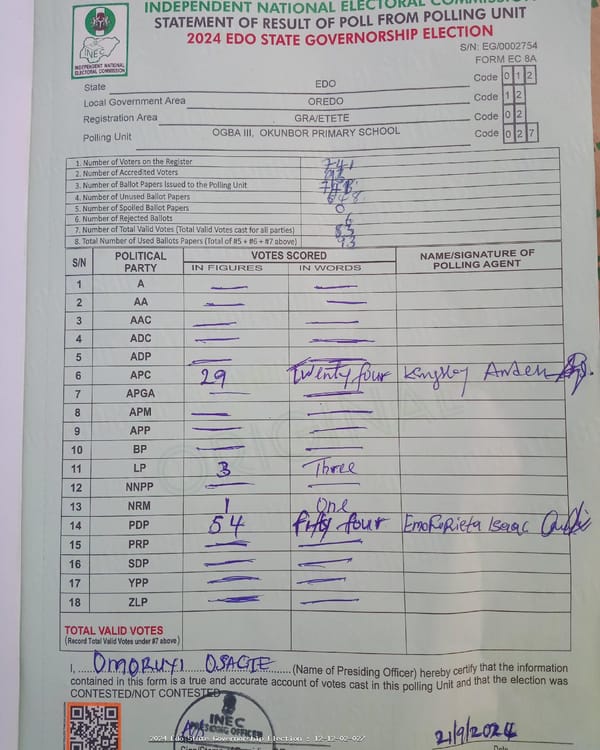 INDEPENDENT NATIONAL ELECTORAL COMMISSION
STATEMENT OF RESULT OF POLL FROM POLLING UNIT
2024 EDO STATE GOVERNORSHIP ELECTION
INEC
INDEPENDENT NATIONAL
ELECTORAL COMMISSION
S/N: EG/0002754
FORM EC 8A
State EDO Code 0 1 2
Local Government Area OREDO Code 1 2
Registration Area GRA/ETETE Code 0 2
Polling Unit OGBA III, OKUNBOR PRIMARY SCHOOL Code 0 2 7
1. Number of Voters on the Register 741
2. Number of Accredited Voters
3. Number of Ballot Papers Issued to the Polling Unit
4. Number of Unused Ballot Papers 648
5. Number of Spoiled Ballot Papers 0
6. Number of Rejected Ballots
7. Number of Total Valid Votes (Total Valid Votes cast for all parties)
8. Total Number of Used Ballots Papers (Total of #5 + #6 + #7 above) 93
S/N POLITICAL PARTY VOTES SCORED NAME/SIGNATURE OF POLLING AGENT
IN FIGURES IN WORDS
1 A
2 AA
3 AAC
4 ADC
5 ADP
6 APC 29 Twenty four Kingsley
7 APGA
8 APM
9 APP
10 BP
11 LP 3 Three
12 NNPP
13 NRM 1 One
14 PDP 54 fifty four Isaac
15 PRP
16 SDP
17 YPP
18 ZLP
TOTAL VALID VOTES
(Record Total Valid Votes under #7 above)
I, OMORUYI OSAGIE (Name of Presiding Officer) hereby certify that the information
contained in this form is a true and accurate account of votes cast in this polling Unit and that the election was
CONTESTED/NOT CONTESTED
INEC
PRESIDING OFFICER
21/9/2024
Date
2024 Edo State Governorship Election : 12-12-02-027
ORIGINAL